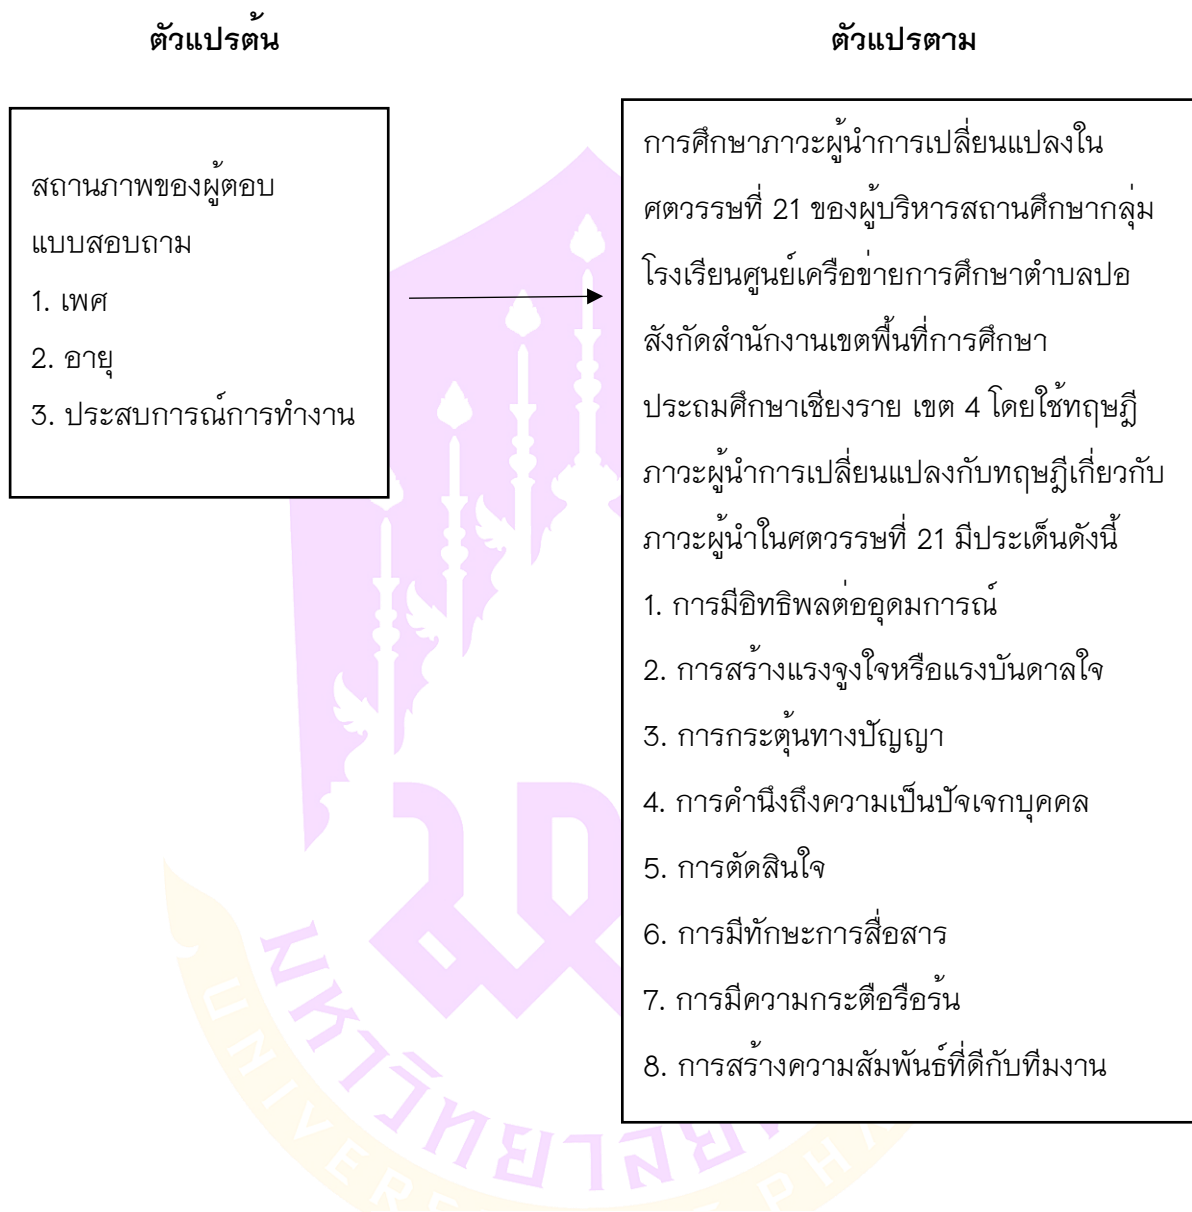 ตัวแปรต้น
ตัวแปรตาม
สถานภาพของผู้ตอบ
แบบสอบถาม
1. เพศ
2. อายุ
3. ประสบการณ์การทำงาน
การศึกษาภาวะผู้นำการเปลี่ยนแปลงใน
ศตวรรษที่ 21 ของผู้บริหารสถานศึกษากลุ่ม
โรงเรียนศูนย์เครือข่ายการศึกษาตำบลปอ
สังกัดสำนักงานเขตพื้นที่การศึกษา
ประถมศึกษาเชียงราย เขต 4 โดยใช้ทฤษฎี
ภาวะผู้นำการเปลี่ยนแปลงกับทฤษฎีเกี่ยวกับ
ภาวะผู้นำในศตวรรษที่ 21 มีประเด็นดังนี้
1. การมีอิทธิพลต่ออุดมการณ์
2. การสร้างแรงจูงใจหรือแรงบันดาลใจ
3. การกระตุ้นทางปัญญา
4. การคำนึงถึงความเป็นปัจเจกบุคคล
5. การตัดสินใจ
6. การมีทักษะการสื่อสาร
7. การมีความกระตือรือร้น
8. การสร้างความสัมพันธ์ที่ดีกับทีมงาน
มหาวิทยาลัย